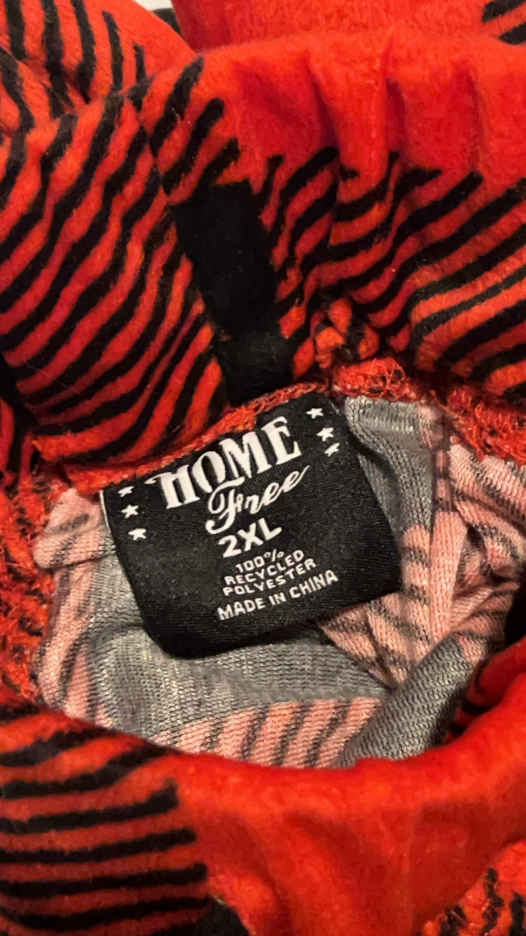 HOME
Free
2XL
100%
RECYCLED
POLYESTER
MADE IN CHINA